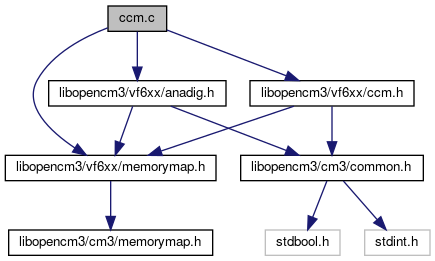 ccm.c
libopencm3/vf6xx/anadig.h
libopencm3/vf6xx/ccm.h
libopencm3/vf6xx/memorymap.h
libopencm3/cm3/common.h
libopencm3/cm3/memorymap.h
stdbool.h
stdint.h